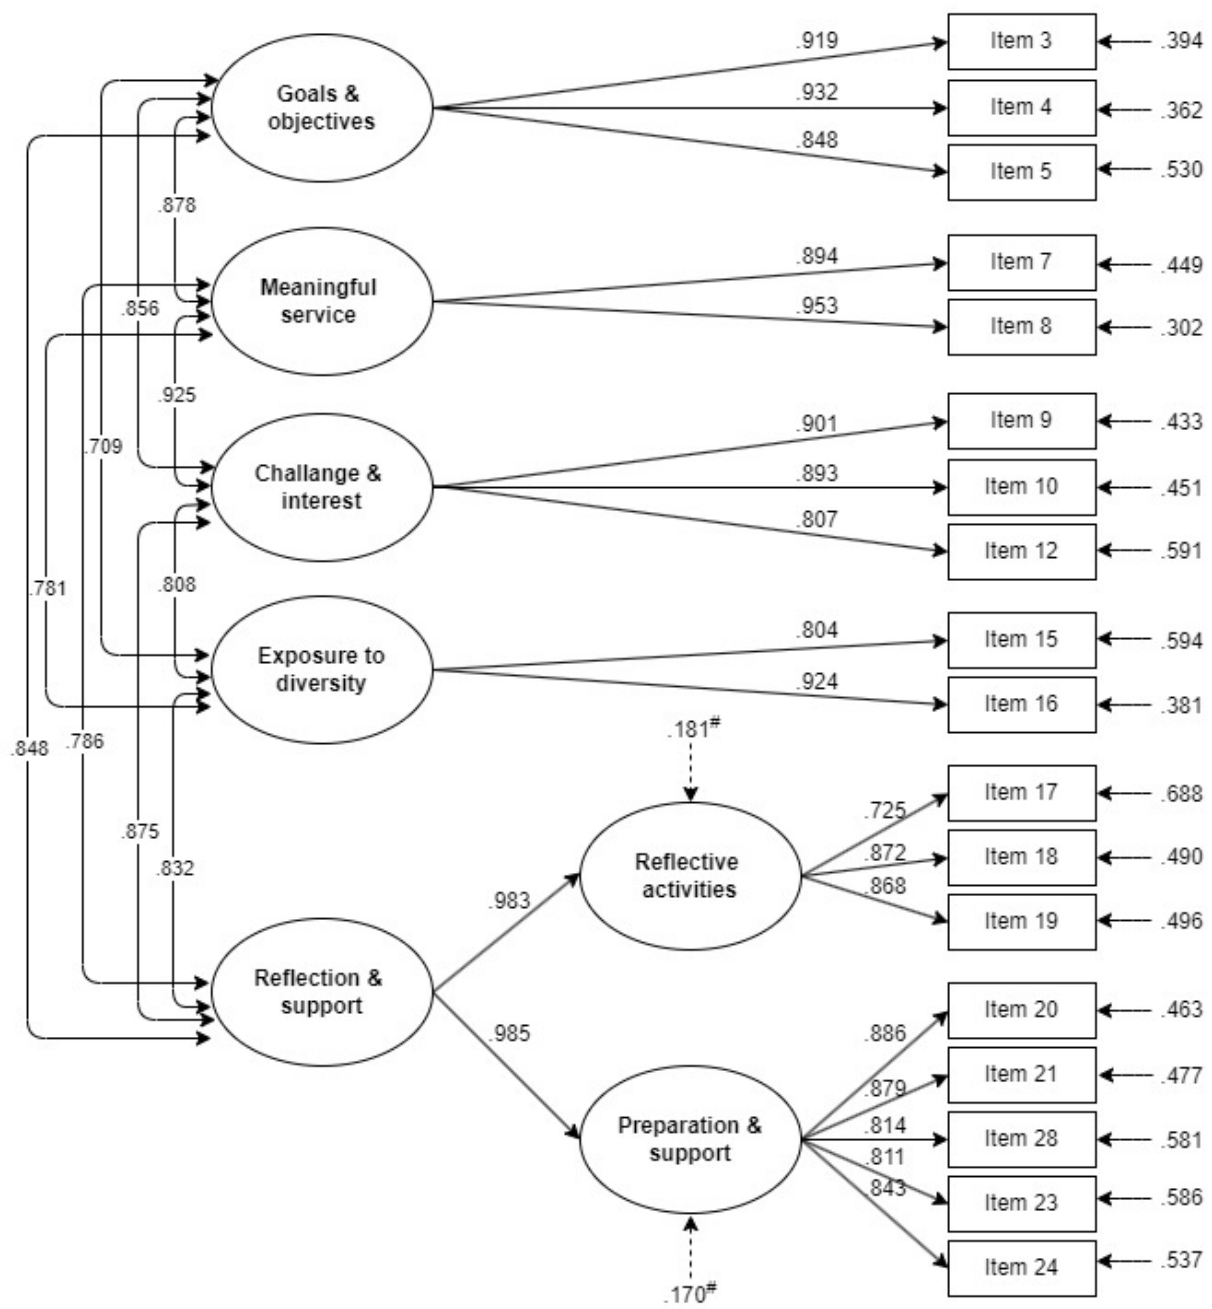 .919
Item 3
.394
Goals &
objectives
.932
Item 4
.362
.848
Item 5
.530
.878
Meaningful
service
.894
Item 7
.449
.953
Item 8
.302
.856
.925
.709
Challange &
interest
.901
Item 9
.433
.893
Item 10
.451
.807
Item 12
.591
.781
.808
Exposure to
diversity
.804
Item 15
.594
.924
Item 16
.381
.848
.786
.181#
.875
.832
Reflective
activities
.725
Item 17
.688
.872
Item 18
.490
.868
Item 19
.496
Reflection &
support
.983
.985
Preparation &
support
.886
Item 20
.463
.879
Item 21
.477
.814
Item 28
.581
.811
Item 23
.586
.843
Item 24
.537
.170#